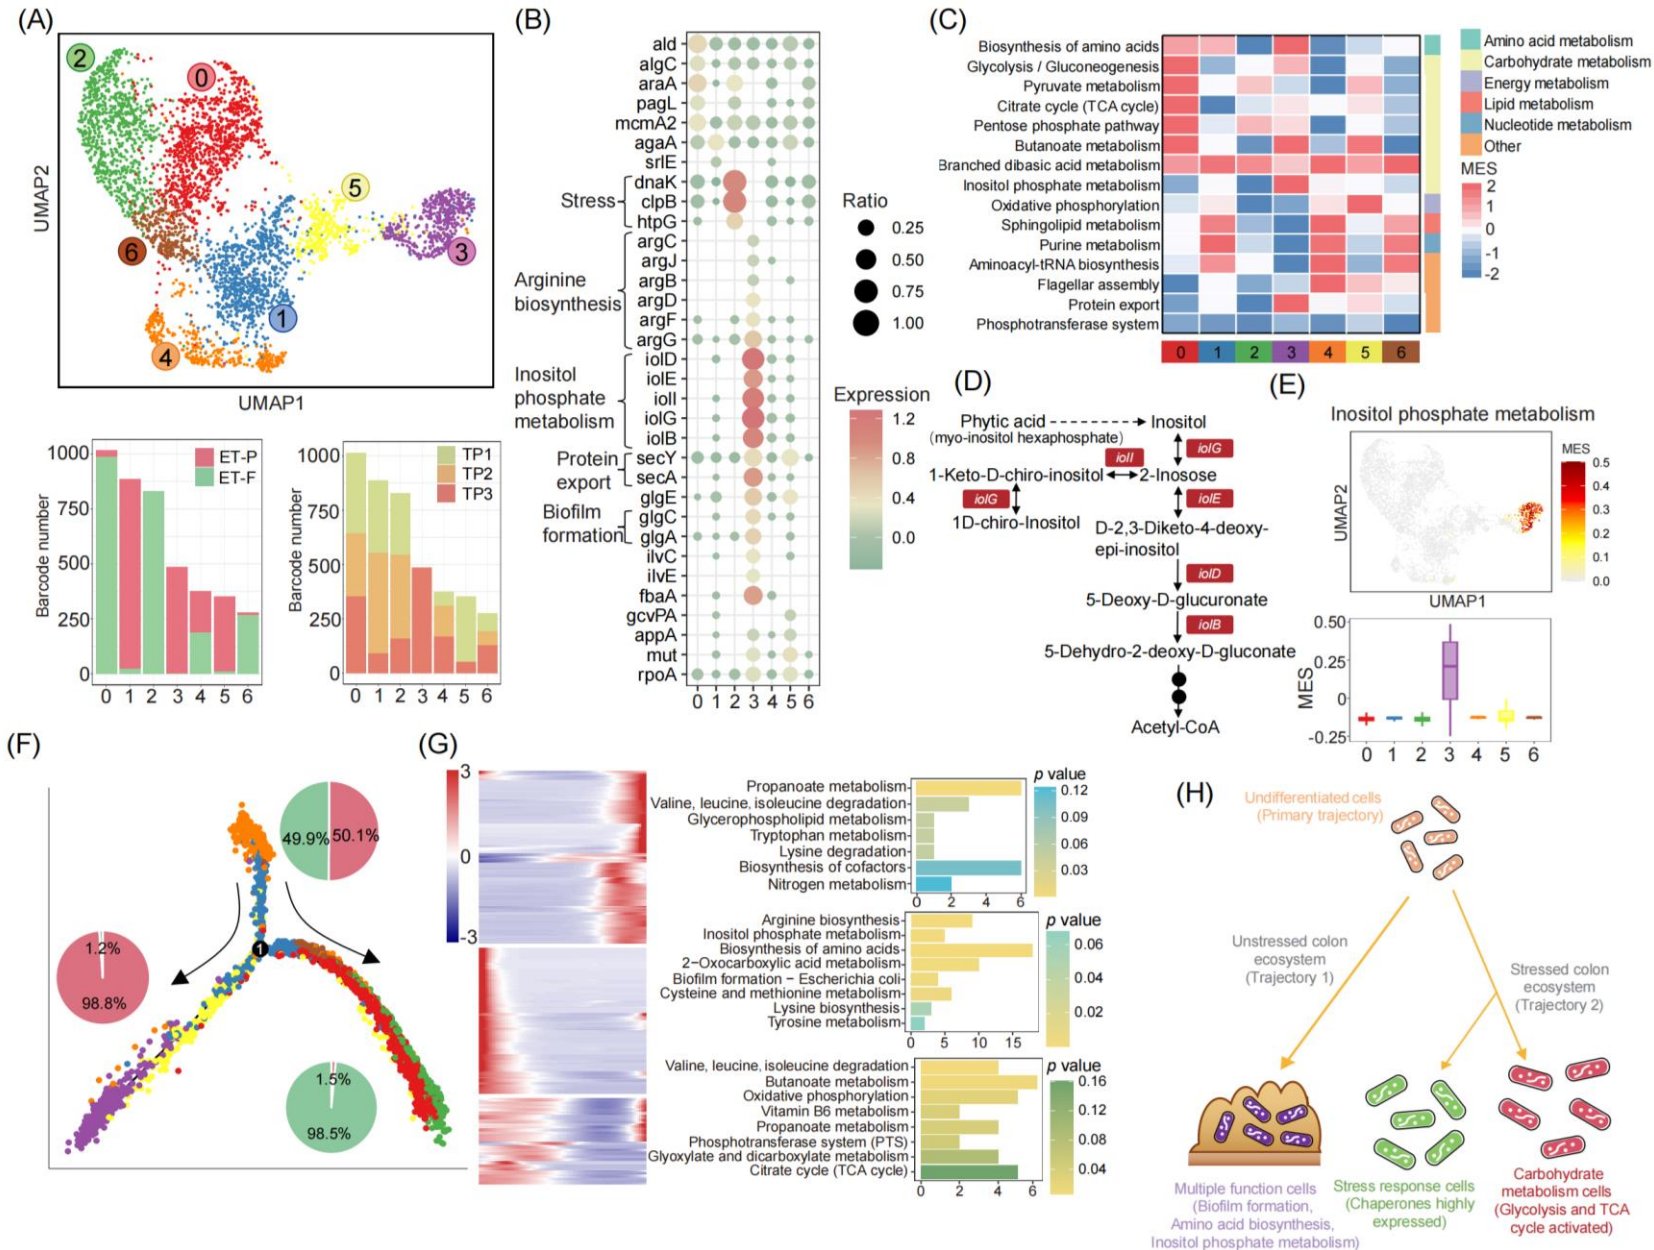 (A)
2
0
5
3
6
1
4
UMAP2
UMAP1
Barcode number
1000
750
500
250
0
ET-P
ET-F
0 1 2 3 4 5 6
Barcode number
1000
750
500
250
0
TP1
TP2
TP3
0 1 2 3 4 5 6
(B)
ald
algC
araA
pagL
mcmA2
agaA
srlE
dnaK
clpB
htpG
argC
argJ
argB
argD
argF
argG
iolD
iolE
iolI
iolG
iolB
secY
secA
glgE
glgC
glgA
ilvC
ilvE
fbaA
gcvPA
appA
mut
rpoA
Stress
Arginine
biosynthesis
Inositol
phosphate
metabolism
Protein
export
Biofilm
formation
0 1 2 3 4 5 6
Ratio
0.25
0.50
0.75
1.00
Expression
1.2
0.8
0.4
0.0
(C)
Biosynthesis of amino acids
Glycolysis / Gluconeogenesis
Pyruvate metabolism
Citrate cycle (TCA cycle)
Pentose phosphate pathway
Butanoate metabolism
Branched dibasic acid metabolism
Inositol phosphate metabolism
Oxidative phosphorylation
Sphingolipid metabolism
Purine metabolism
Aminoacyl-tRNA biosynthesis
Flagellar assembly
Protein export
Phosphotransferase system
0 1 2 3 4 5 6
Amino acid metabolism
Carbohydrate metabolism
Energy metabolism
Lipid metabolism
Nucleotide metabolism
Other
MES
2
1
0
-1
-2
(D)
Phytic acid
(myo-inositol hexaphosphate)
Inositol
iolG
iolI
1-Keto-D-chiro-inositol
2-Inosose
iolG
iolE
1D-chiro-Inositol
D-2,3-Diketo-4-deoxy-
epi-inositol
iolD
5-Deoxy-D-glucuronate
iolB
5-Dehydro-2-deoxy-D-gluconate
Acetyl-CoA
(E)
Inositol phosphate metabolism
UMAP2
UMAP1
MES
0.5
0.4
0.3
0.2
0.1
0.0
MES
0.50
0.25
0
-0.25
0 1 2 3 4 5 6
(F)
49.9%
50.1%
1
1.2%
98.8%
1.5%
98.5%
(G)
3
0
-3
Propanoate metabolism
Valine, leucine, isoleucine degradation
Glycerophospholipid metabolism
Tryptophan metabolism
Lysine degradation
Biosynthesis of cofactors
Nitrogen metabolism
0 2 4 6
p value
0.12
0.09
0.06
0.03
Arginine biosynthesis
Inositol phosphate metabolism
Biosynthesis of amino acids
2−Oxocarboxylic acid metabolism
Biofilm formation − Escherichia coli
Cysteine and methionine metabolism
Lysine biosynthesis
Tyrosine metabolism
0 5 10 15
p value
0.06
0.04
0.02
Valine, leucine, isoleucine degradation
Butanoate metabolism
Oxidative phosphorylation
Vitamin B6 metabolism
Propanoate metabolism
Phosphotransferase system (PTS)
Glyoxylate and dicarboxylate metabolism
Citrate cycle (TCA cycle)
0 2 4 6
p value
0.16
0.12
0.08
0.04
(H)
Undifferentiated cells
(Primary trajectory)
Unstressed colon
ecosystem
(Trajectory 1)
Stressed colon
ecosystem
(Trajectory 2)
Multiple function cells
(Biofilm formation,
Amino acid biosynthesis,
Inositol phosphate metabolism)
Stress response cells
(Chaperones highly
expressed)
Carbohydrate
metabolism cells
(Glycolysis and TCA
cycle activated)